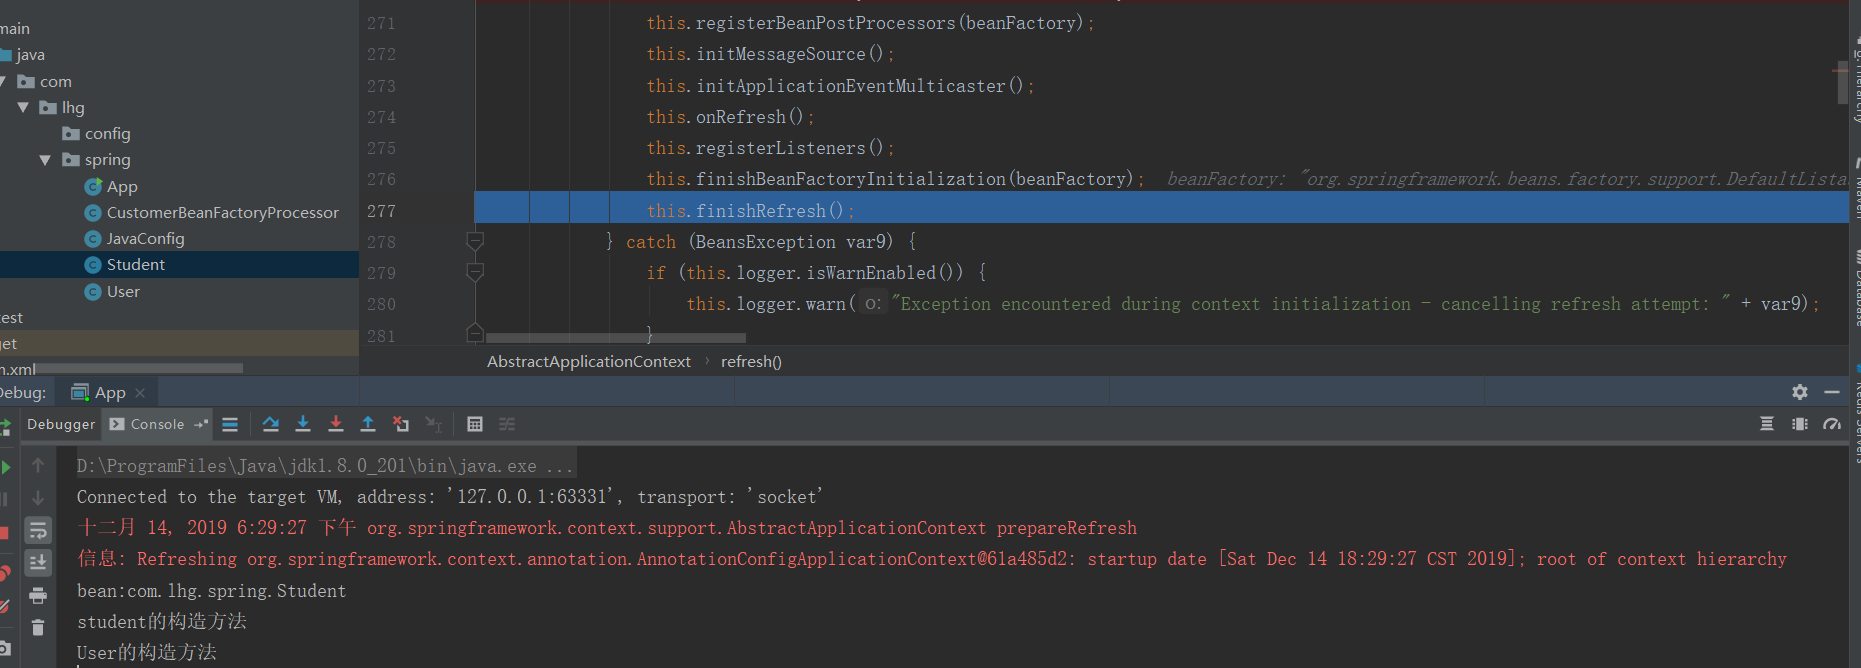 main
java
com
lhg
config
spring
App
CustomerBeanFactoryProcessor
JavaConfig
Student
User
est
get
n.xml
271 this.registerBeanPostProcessors(beanFactory);
272 this.initMessageSource();
273 this.initApplicationEventMulticaster();
274 this.onRefresh();
275 this.registerListeners();
276 this.finishBeanFactoryInitialization(beanFactory); beanFactory: "org.springframework.beans.factory.support.DefaultLista
277 this.finishRefresh();
278 } catch (BeansException var9) {
279 if (this.logger.isWarnEnabled()) {
280 this.logger.warn( o: "Exception encountered during context initialization - cancelling refresh attempt: " + var9);
281 }
AbstractApplicationContext › refresh()
Debug: App
Debugger Console
D:\ProgramFiles\Java\jdk1.8.0_201\bin\java.exe ...
Connected to the target VM, address: '127.0.0.1:63331', transport: 'socket'
十二月 14, 2019 6:29:27 下午 org.springframework.context.support.AbstractApplicationContext prepareRefresh
信息: Refreshing org.springframework.context.annotation.AnnotationConfigApplicationContext@61a485d2: startup date [Sat Dec 14 18:29:27 CST 2019]; root of context hierarchy
bean:com.lhg.spring.Student
student的构造方法
User的构造方法
Maven
Database
Redis Servers